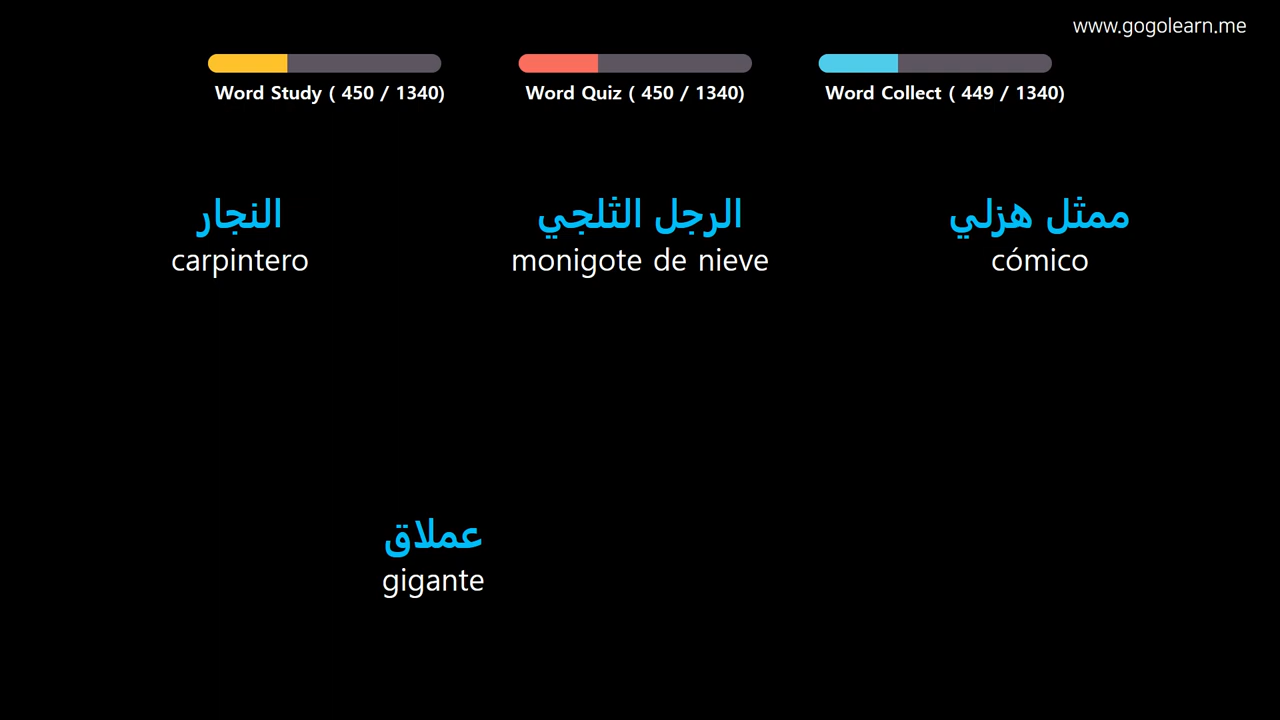 www.gogolearn.me
Word Study ( 450 / 1340)
Word Quiz ( 450 / 1340)
Word Collect ( 449 / 1340)
النجار
carpintero
الرجل الثلجي
monigote de nieve
ممثل هزلي
cómico
عملاق
gigante